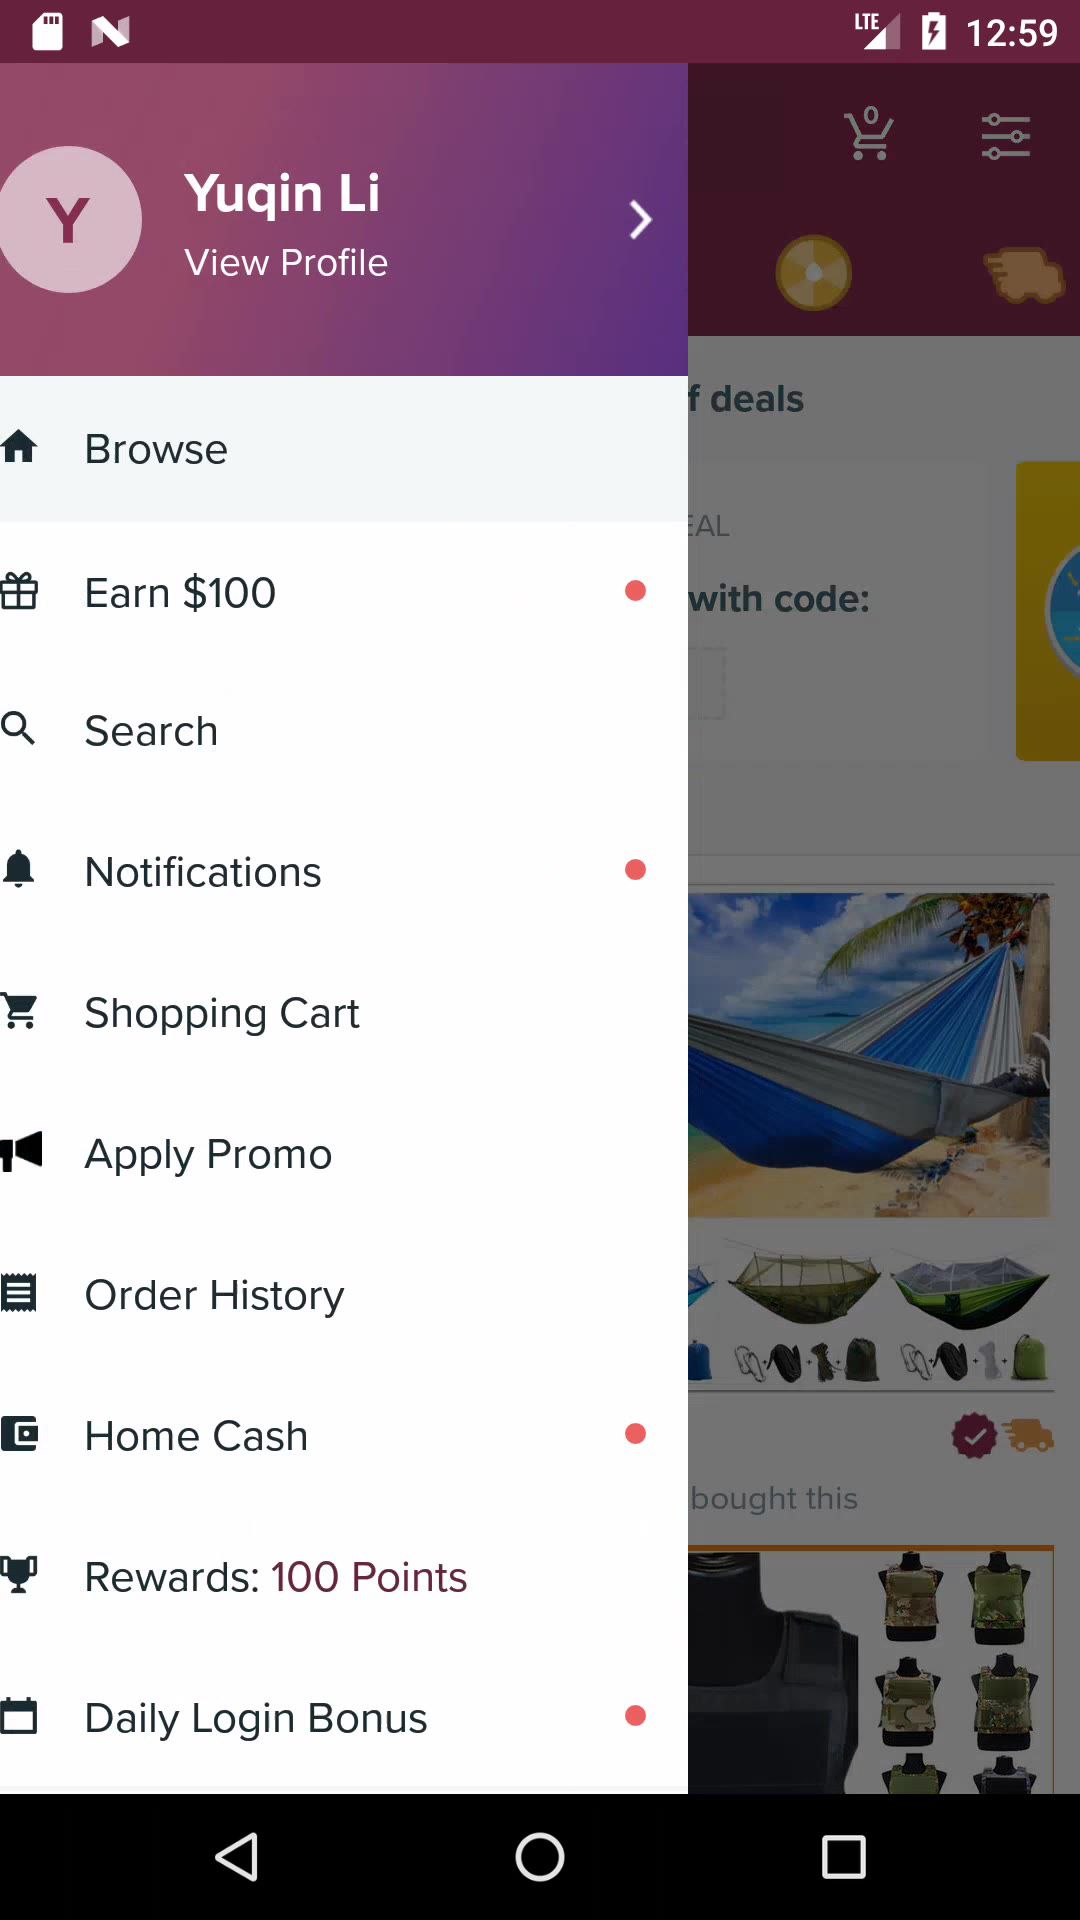 LTE
12:59
0
Y
Yuqin Li
View Profile
f deals
Browse
EAL
Earn $100
with code:
Search
Notifications
Shopping Cart
Apply Promo
Order History
Home Cash
bought this
Rewards: 100 Points
Daily Login Bonus